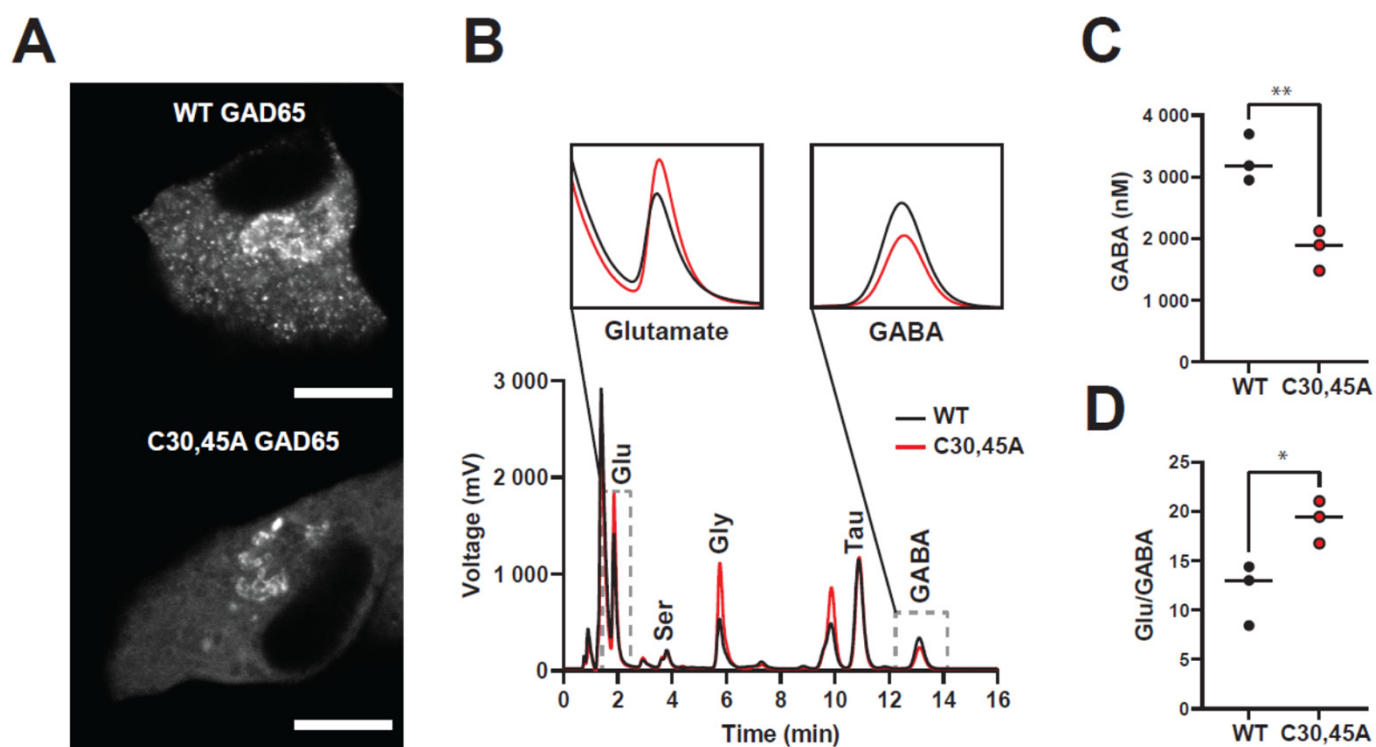 A
WT GAD65
C30,45A GAD65
B
Glutamate
GABA
WT
C30,45A
Voltage (mV)
3 000
2 000
1 000
0
Glu
Ser
Gly
Tau
GABA
0 2 4 6 8 10 12 14 16
Time (min)
C
**
GABA (nM)
4 000
3 000
2 000
1 000
0
WT C30,45A
D
*
Glu/GABA
25
20
15
10
5
0
WT C30,45A